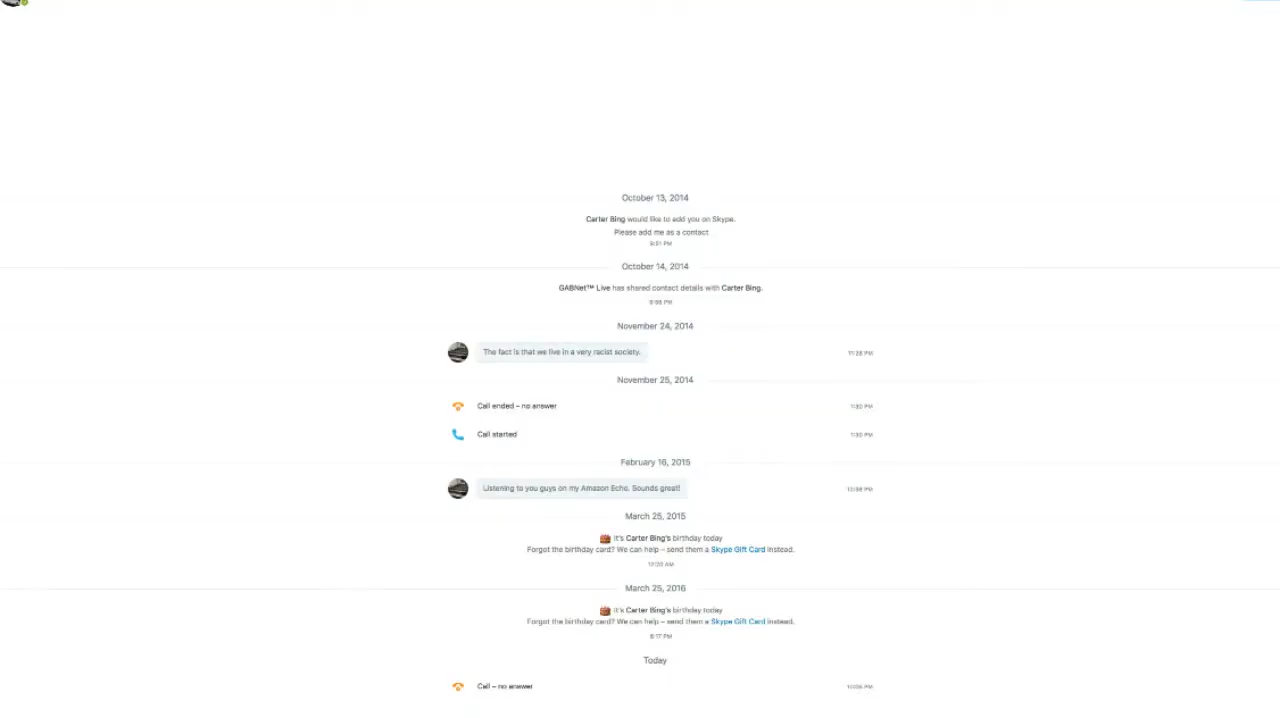 October 13, 2014
Carter Bing would like to add you on Skype.
Please add me as a contact
October 14, 2014
GABNet™ Live has shared contact details with Carter Bing.
November 24, 2014
The fact is that we live in a very racist society.
11:28 PM
November 25, 2014
Call ended – no answer
1:30 PM
Call started
1:30 PM
February 16, 2015
Listening to you guys on my Amazon Echo. Sounds great!
March 25, 2015
It's Carter Bing's birthday today
Forgot the birthday card? We can help – send them a Skype Gift Card instead.
March 25, 2016
It's Carter Bing's birthday today
Forgot the birthday card? We can help – send them a Skype Gift Card instead.
Today
Call – no answer